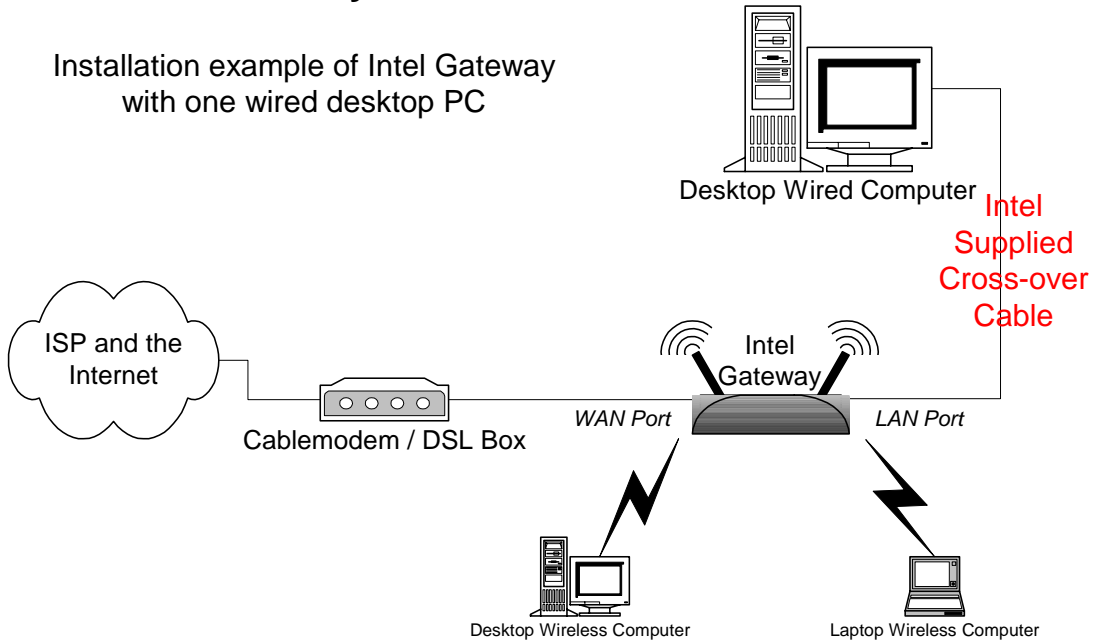 Installation example of Intel Gateway
with one wired desktop PC
Desktop Wired Computer
Intel
Supplied
Cross-over
Cable
ISP and the
Internet
Intel
Gateway
WAN Port
LAN Port
Cablemodem / DSL Box
Desktop Wireless Computer
Laptop Wireless Computer